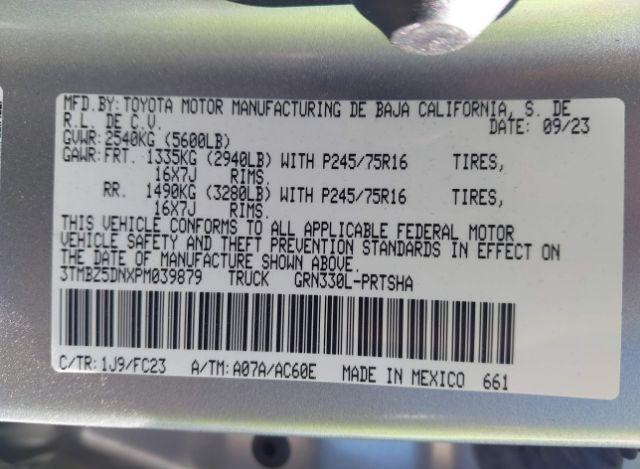 MFD.BY: TOYOTA MOTOR MANUFACTURING DE BAJA CALIFORNIA, S. DE
R.L. DE C.V. DATE: 09/23
GVWR: 2540KG (5600LB)
GAWR: FRT. 1335KG (2940LB) WITH P245/75R16 TIRES,
16X7J RIMS.
RR. 1490KG (3280LB) WITH P245/75R16 TIRES,
16X7J RIMS.
THIS VEHICLE CONFORMS TO ALL APPLICABLE FEDERAL MOTOR
VEHICLE SAFETY AND THEFT PREVENTION STANDARDS IN EFFECT ON
THE DATE OF MANUFACTURE SHOWN ABOVE.
3TMBZ5DNXPM039879 TRUCK GRN330L-PRTSHA
C/TR: 1J9/FC23 A/TM: A07A/AC60E MADE IN MEXICO 661